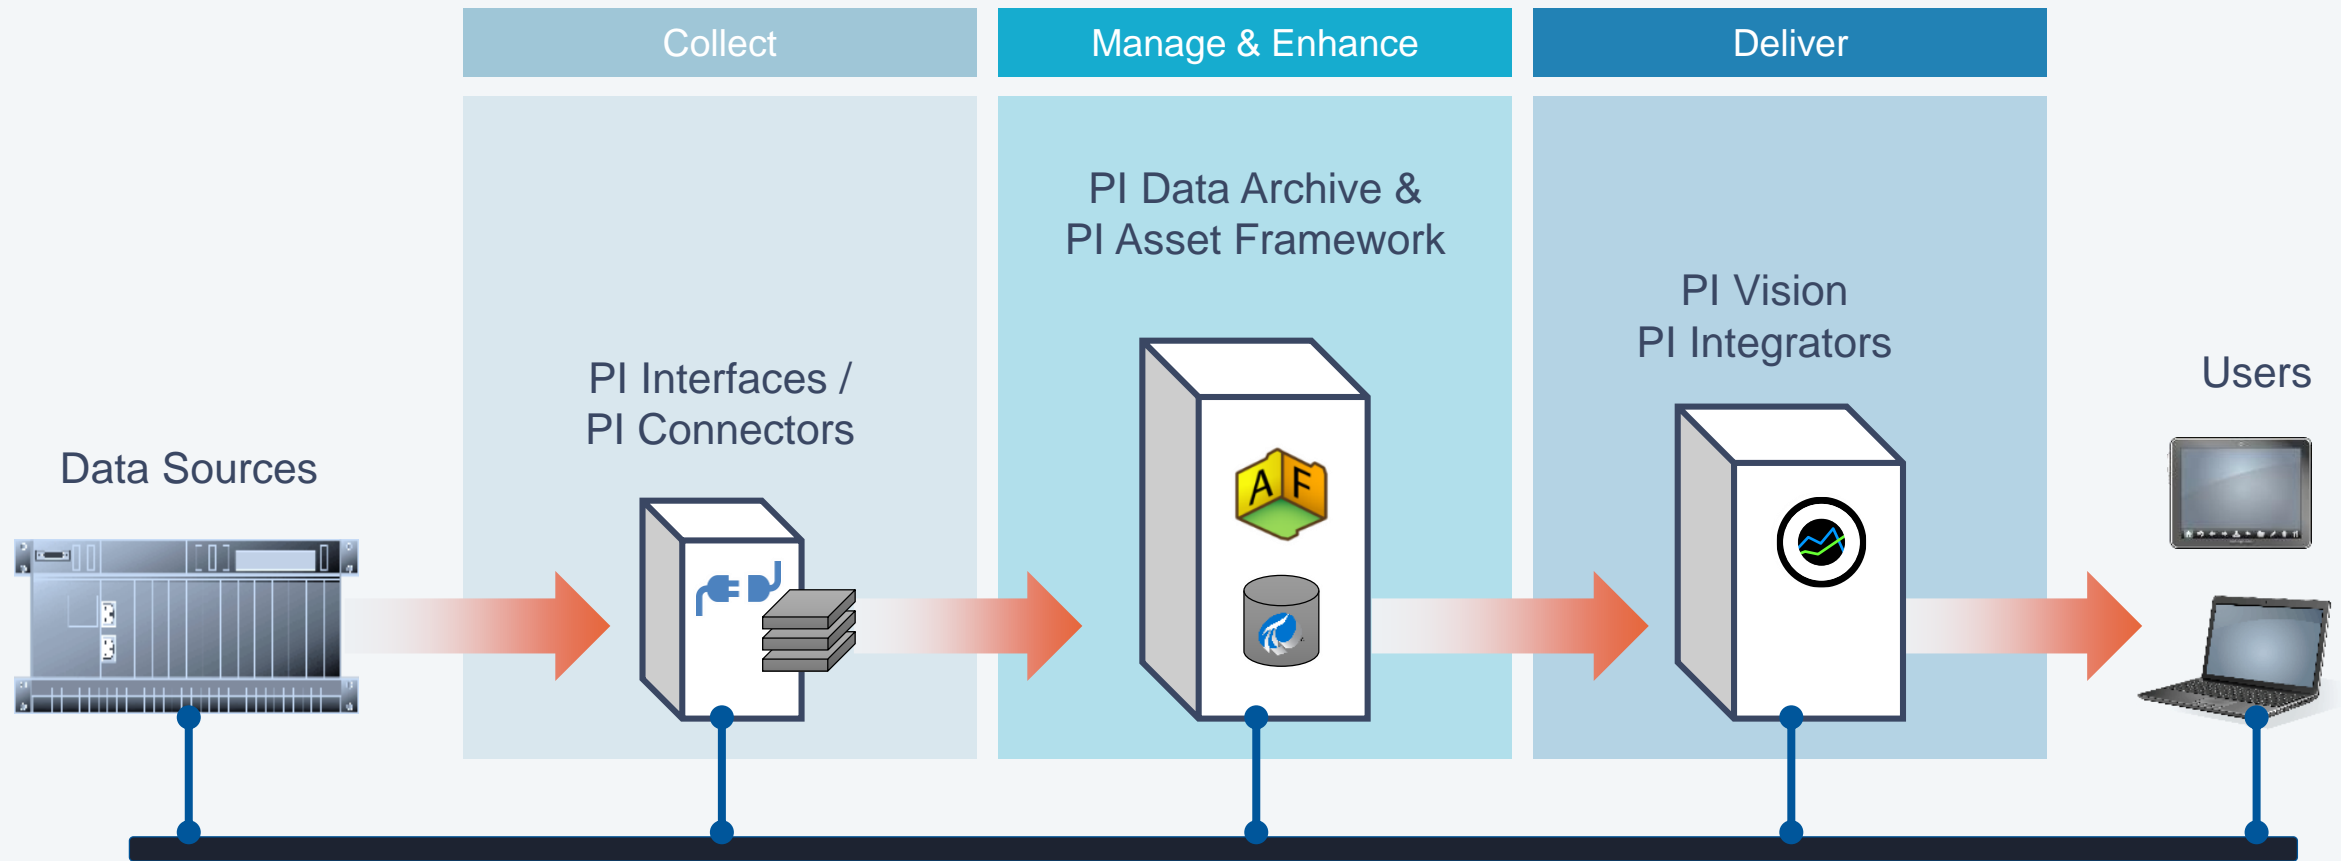 Collect
Manage & Enhance
Deliver
PI Data Archive &
PI Asset Framework
PI Vision
PI Integrators
PI Interfaces /
PI Connectors
Users
Data Sources
A F